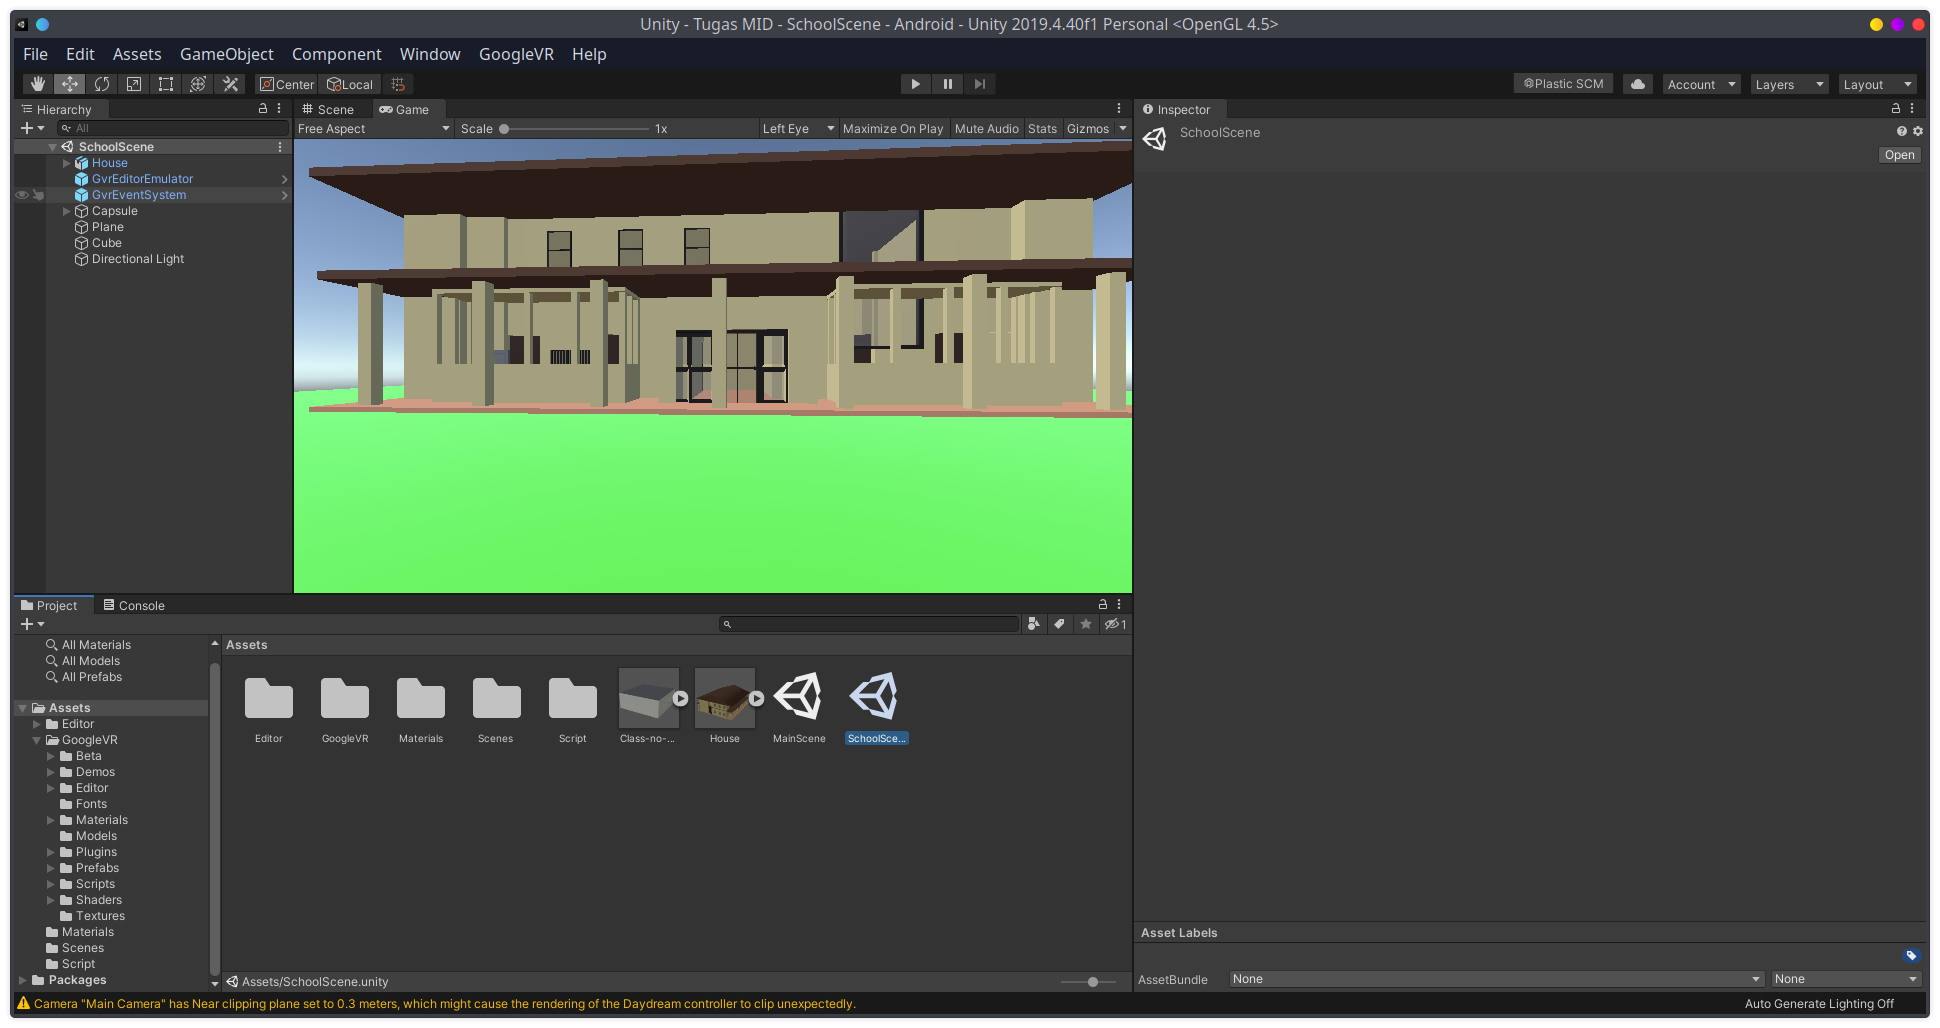 Unity - Tugas MID - SchoolScene - Android - Unity 2019.4.40f1 Personal <OpenGL 4.5>
File Edit Assets GameObject Component Window GoogleVR Help
Center Local Plastic SCM Account Layers Layout
Hierarchy
All
SchoolScene
House
GvrEditorEmulator
GvrEventSystem
Capsule
Plane
Cube
Directional Light
Scene Game
Free Aspect Scale 1x Left Eye Maximize On Play Mute Audio Stats Gizmos
Inspector
SchoolScene
Open
Project Console
1
All Materials
All Models
All Prefabs
Assets
Editor
GoogleVR
Beta
Demos
Editor
Fonts
Materials
Models
Plugins
Prefabs
Scripts
Shaders
Textures
Materials
Scenes
Script
Packages
Assets
Editor GoogleVR Materials Scenes Script Class-no-... House MainScene SchoolSce...
Assets/SchoolScene.unity
Asset Labels
AssetBundle None None
Camera "Main Camera" has Near clipping plane set to 0.3 meters, which might cause the rendering of the Daydream controller to clip unexpectedly.
Auto Generate Lighting Off